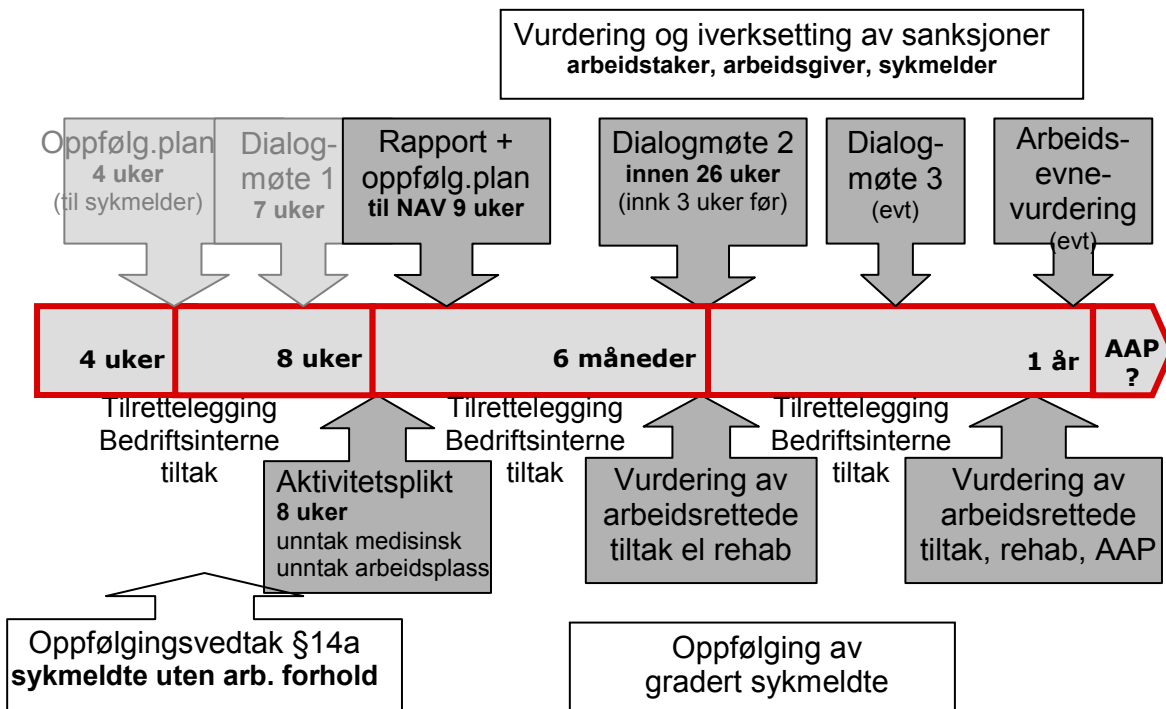 Vurdering og iverksetting av sanksjoner
arbeidstaker, arbeidsgiver, sykmelder
Oppfølg.plan
4 uker
(til sykmelder)
Dialog-
møte 1
7 uker
Rapport +
oppfølg.plan
til NAV 9 uker
Dialogmøte 2
innen 26 uker
(innk 3 uker før)
Dialog-
møte 3
(evt)
Arbeids-
evne-
vurdering
(evt)
4 uker
8 uker
6 måneder
1 år
AAP
?
Tilrettelegging
Bedriftsinterne
tiltak
Tilrettelegging
Bedriftsinterne
tiltak
Tilrettelegging
Bedriftsinterne
tiltak
Aktivitetsplikt
8 uker
unntak medisinsk
unntak arbeidsplass
Vurdering av
arbeidsrettede
tiltak el rehab
Vurdering av
arbeidsrettede
tiltak, rehab, AAP
Oppfølgingsvedtak §14a
sykmeldte uten arb. forhold
Oppfølging av
gradert sykmeldte